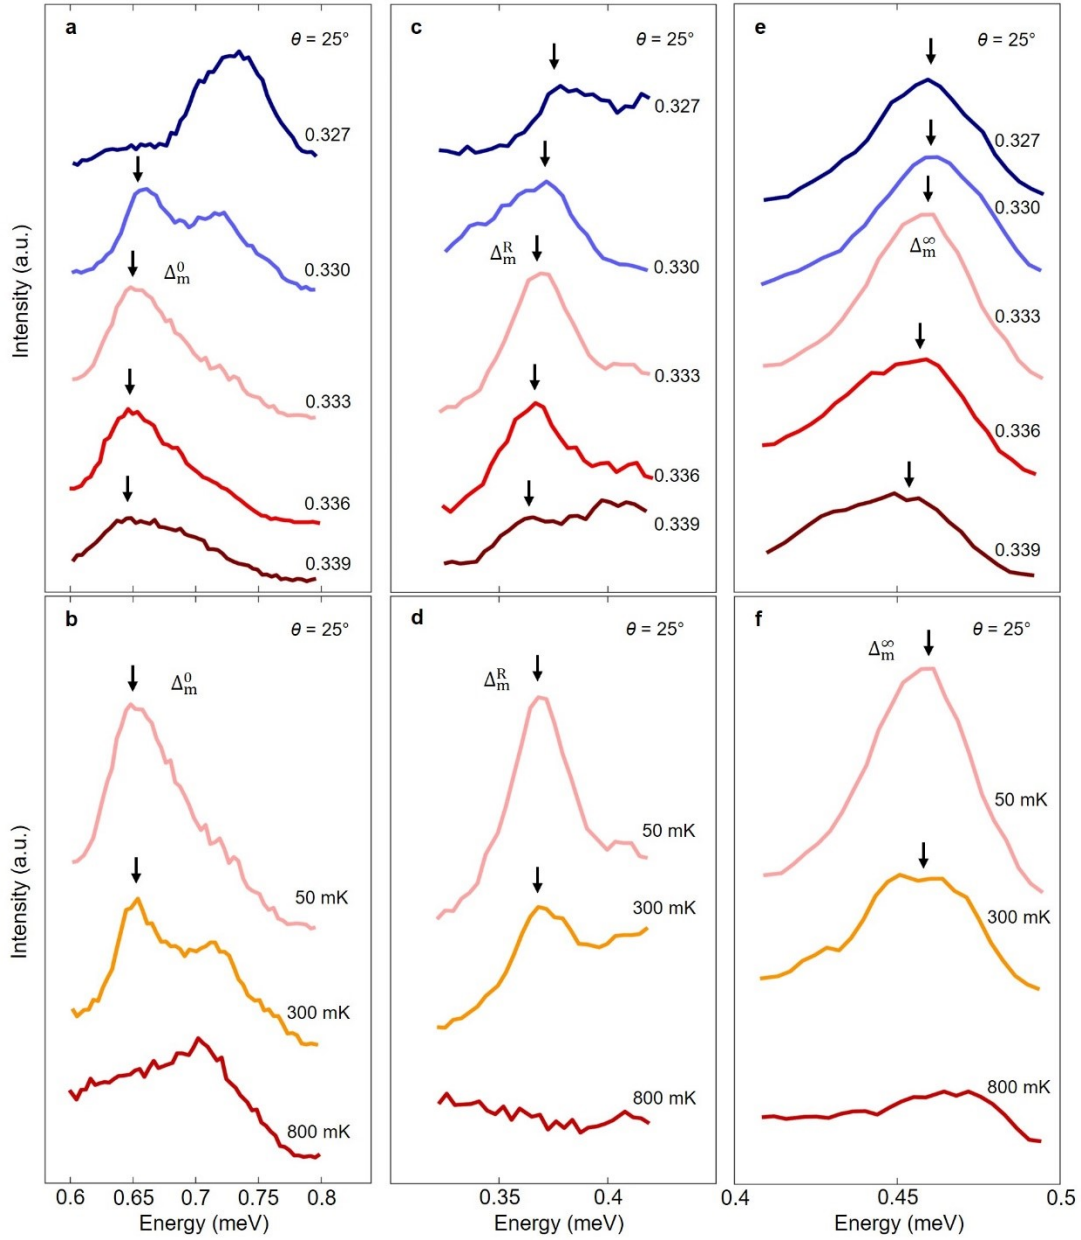 a
θ = 25°
0.327
0.330
Δ⁰ₘ
0.333
0.336
0.339
c
θ = 25°
0.327
0.330
Δᴿₘ
0.333
0.336
0.339
e
θ = 25°
0.327
0.330
Δ^∞ₘ
0.333
0.336
0.339
Intensity (a.u.)
b
θ = 25°
Δ⁰ₘ
50 mK
300 mK
800 mK
d
θ = 25°
Δᴿₘ
50 mK
300 mK
800 mK
f
θ = 25°
Δ^∞ₘ
50 mK
300 mK
800 mK
Intensity (a.u.)
0.6 0.65 0.7 0.75 0.8
Energy (meV)
0.35 0.4
Energy (meV)
0.4 0.45 0.5
Energy (meV)